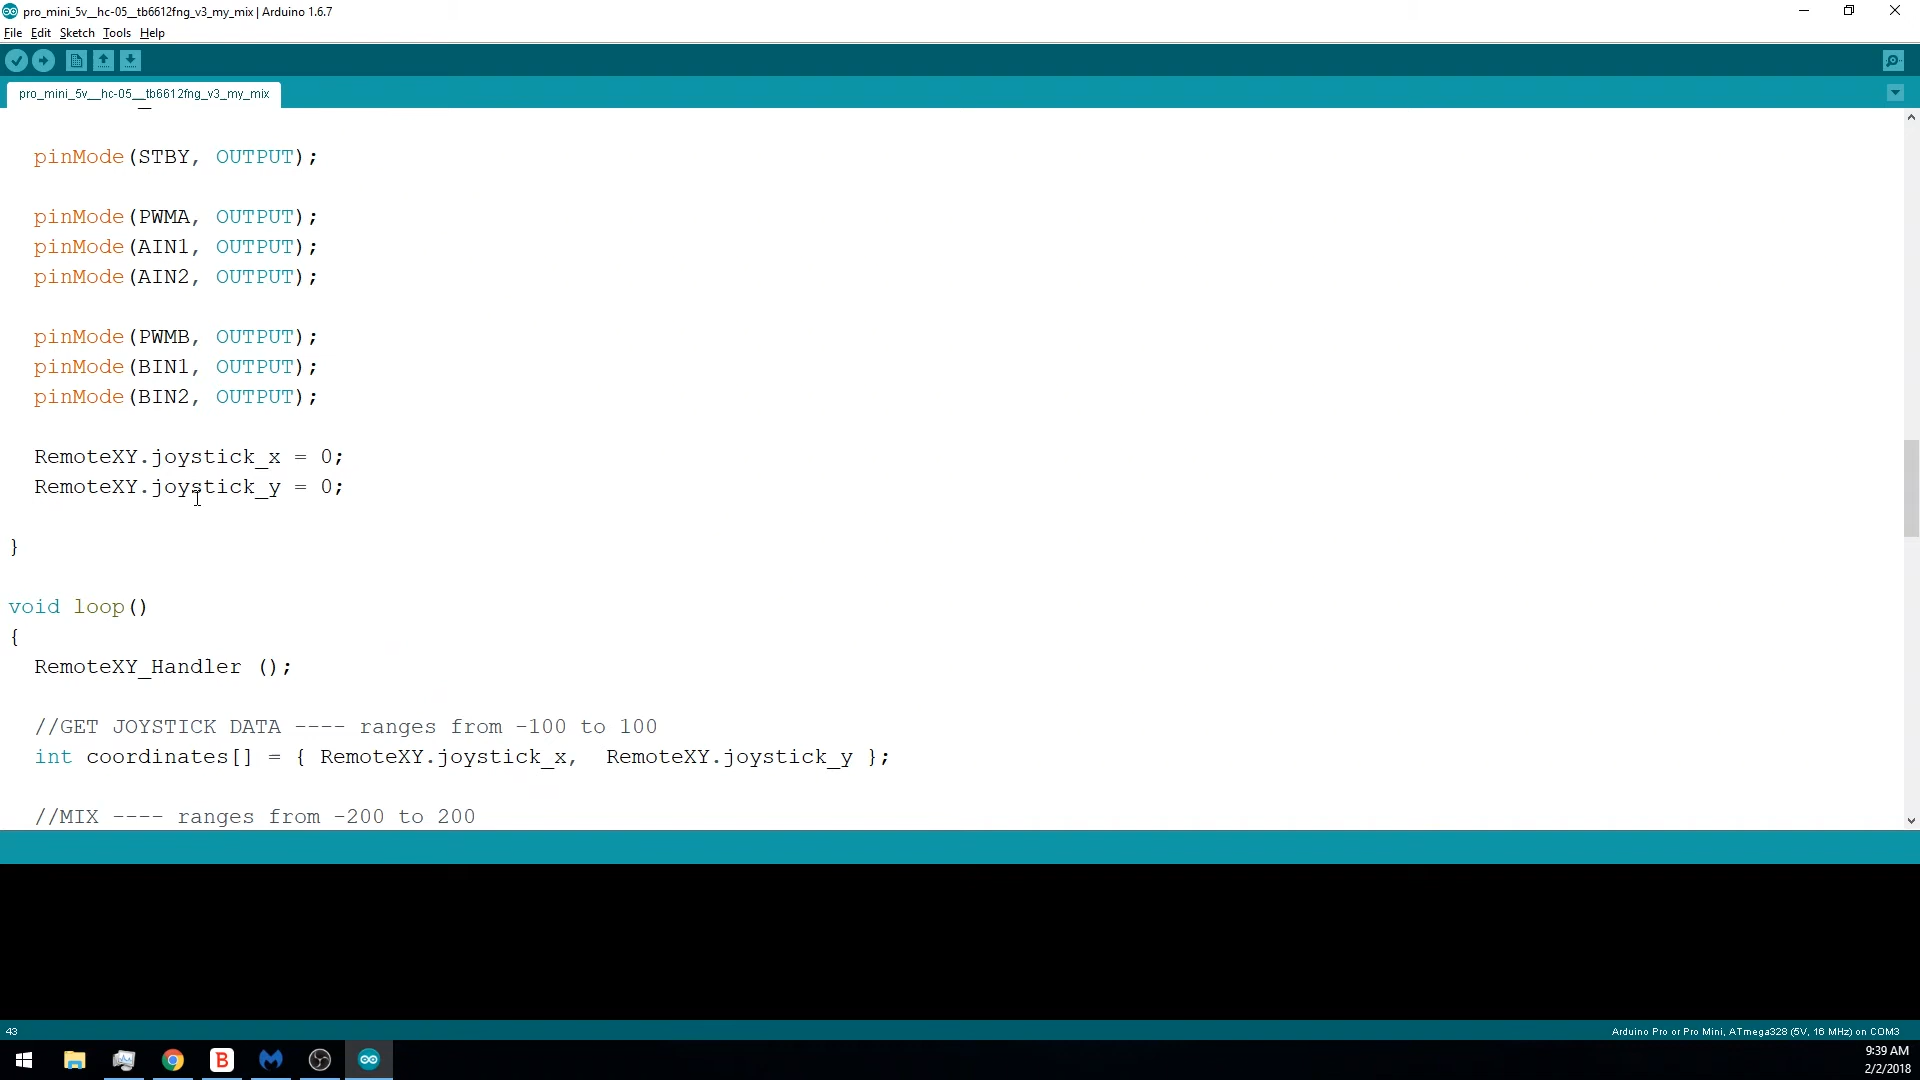 pro_mini_5v__hc-05__tb6612fng_v3_my_mix | Arduino 1.6.7
File Edit Sketch Tools Help
pro_mini_5v__hc-05__tb6612fng_v3_my_mix
pinMode(STBY, OUTPUT);
pinMode(PWMA, OUTPUT);
pinMode(AIN1, OUTPUT);
pinMode(AIN2, OUTPUT);
pinMode(PWMB, OUTPUT);
pinMode(BIN1, OUTPUT);
pinMode(BIN2, OUTPUT);
RemoteXY.joystick_x = 0;
RemoteXY.joystick_y = 0;
}
void loop()
{
RemoteXY_Handler ();
//GET JOYSTICK DATA ---- ranges from -100 to 100
int coordinates[] = { RemoteXY.joystick_x,  RemoteXY.joystick_y };
//MIX ---- ranges from -200 to 200
43
Arduino Pro or Pro Mini, ATmega328 (5V, 16 MHz) on COM3
B
9:39 AM
2/2/2018